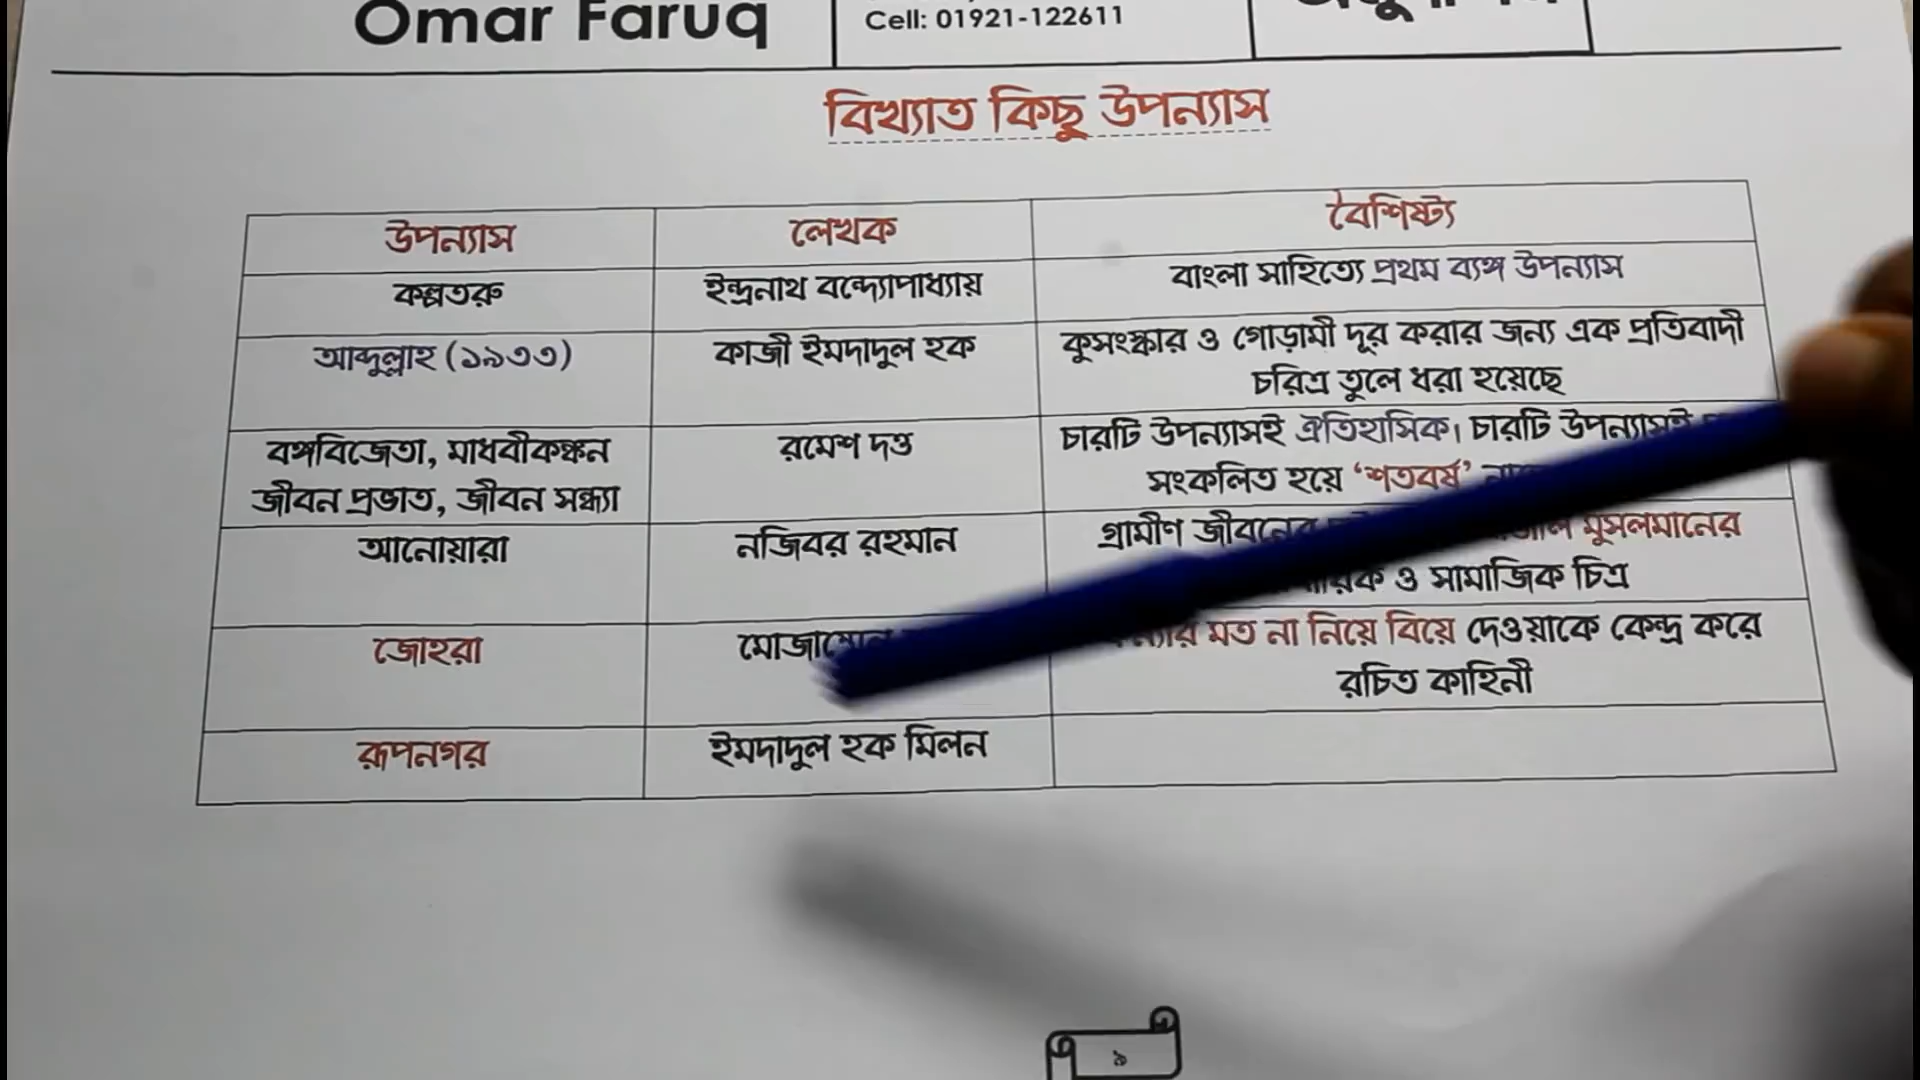 Omar Faruq
Cell: 01921-122611
বিখ্যাত কিছু উপন্যাস
উপন্যাস লেখক বৈশিষ্ট্য
কল্পতরু ইন্দ্রনাথ বন্দ্যোপাধ্যায় বাংলা সাহিত্যে প্রথম ব্যঙ্গ উপন্যাস
আব্দুল্লাহ (১৯৩৩) কাজী ইমদাদুল হক কুসংস্কার ও গোড়ামী দূর করার জন্য এক প্রতিবাদী
চরিত্র তুলে ধরা হয়েছে
বঙ্গবিজেতা, মাধবীকঙ্কন রমেশ দত্ত চারটি উপন্যাসই ঐতিহাসিক। চারটি উপন্যাসই
জীবন প্রভাত, জীবন সন্ধ্যা সংকলিত হয়ে ‘শতবর্ষ’
আনোয়ারা নজিবর রহমান গ্রামীণ জীবনের মুসলমানের
ও সামাজিক চিত্র
জোহরা মত না নিয়ে বিয়ে দেওয়াকে কেন্দ্র করে
রচিত কাহিনী
রূপনগর ইমদাদুল হক মিলন
৯